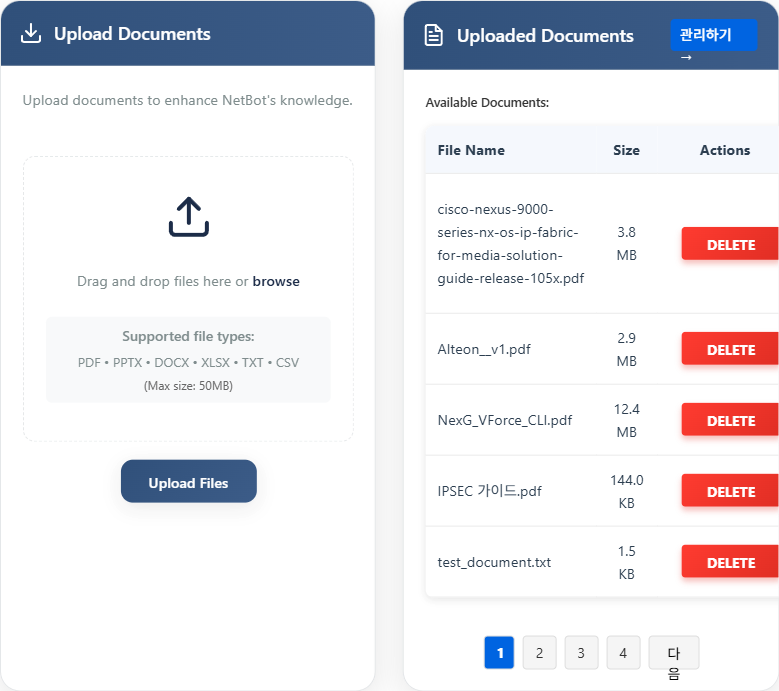 Upload Documents
Upload documents to enhance NetBot's knowledge.
Drag and drop files here or browse
Supported file types:
PDF • PPTX • DOCX • XLSX • TXT • CSV
(Max size: 50MB)
Upload Files
Uploaded Documents
관리하기
→
Available Documents:
File Name Size Actions
cisco-nexus-9000-
series-nx-os-ip-fabric-
for-media-solution-
guide-release-105x.pdf
3.8
MB
DELETE
Alteon__v1.pdf
2.9
MB
DELETE
NexG_VForce_CLI.pdf
12.4
MB
DELETE
IPSEC 가이드.pdf
144.0
KB
DELETE
test_document.txt
1.5
KB
DELETE
1 2 3 4 다
음